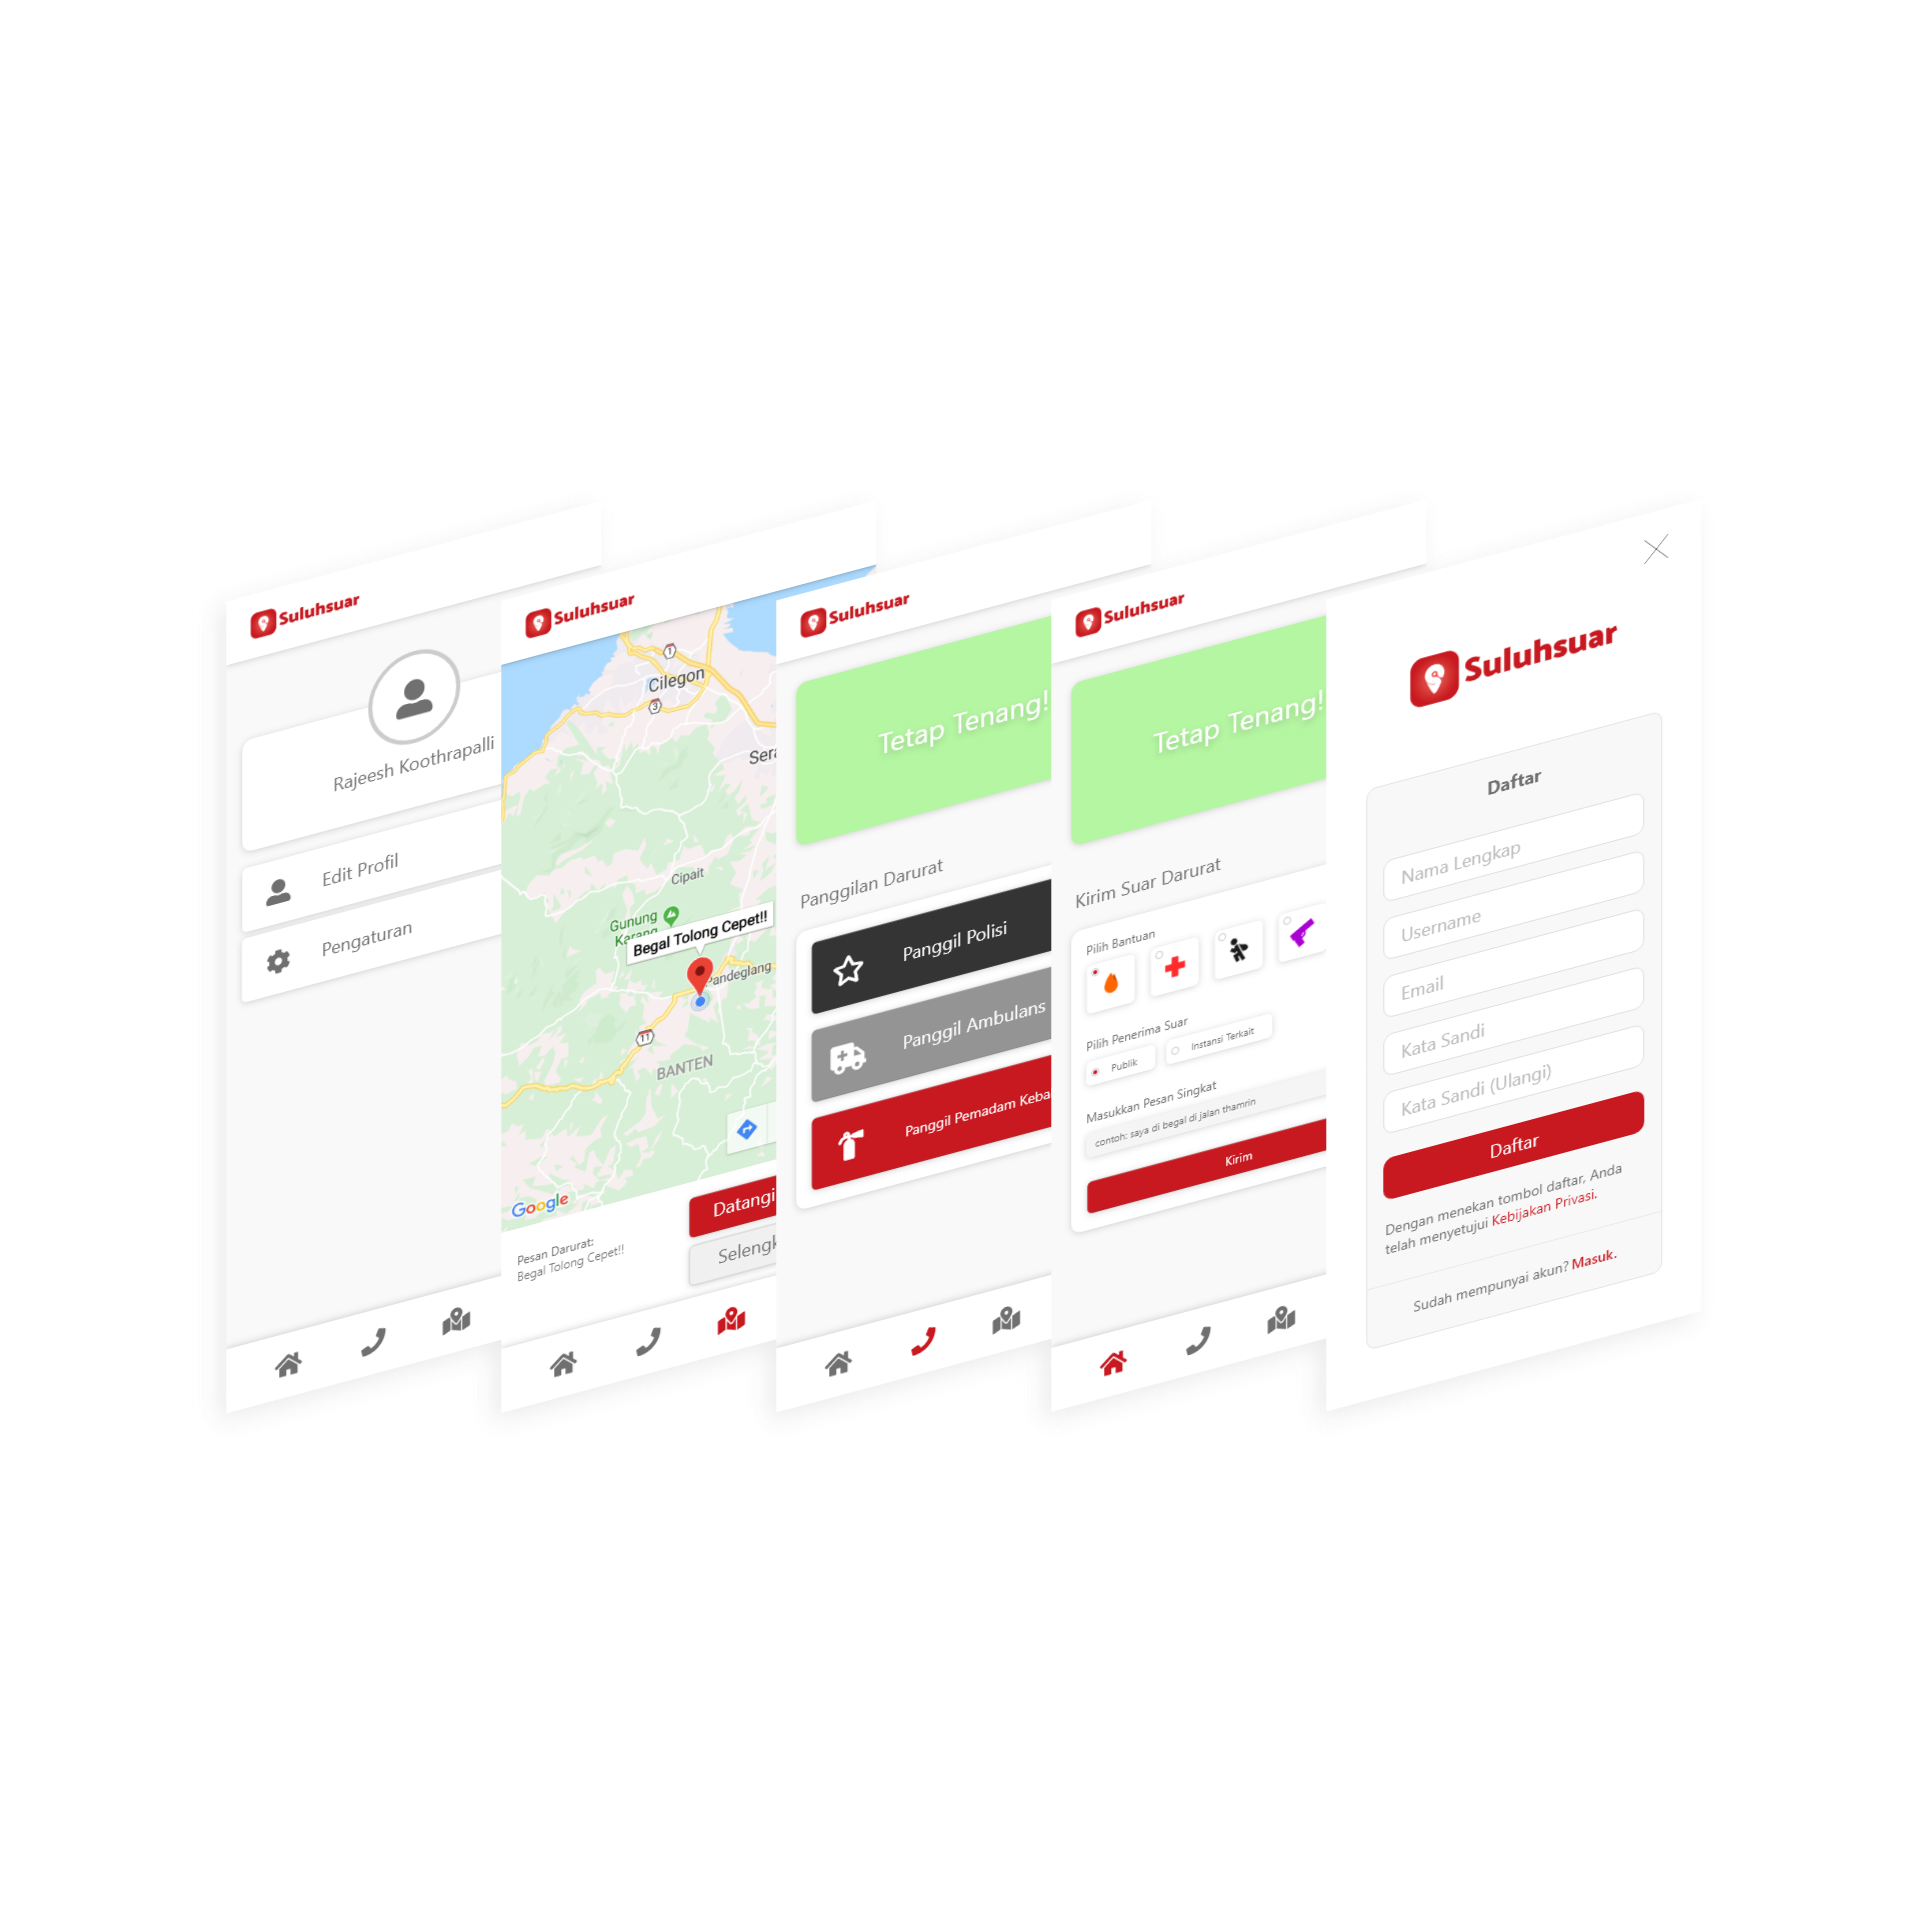 Suluhsuar
Rajeesh Koothrapalli
Edit Profil
Pengaturan
Suluhsuar
1
Cilegon
3
Cipait
Gunung
Begal Tolong Cepet!!
Pandeglang
11
BANTEN
Google
Datangi
Pesan Darurat:
Begal Tolong Cepet!!
Suluhsuar
Tetap Tenang!
Panggilan Darurat
Panggil Polisi
Panggil Ambulans
Panggil Pemadam Keba
Suluhsuar
Tetap Tenang!
Kirim Suar Darurat
Pilih Bantuan
Pilih Penerima Suar
Publik
Instansi Terkait
Masukkan Pesan Singkat
contoh: saya di begal di jalan thamrin
Kirim
Suluhsuar
Daftar
Nama Lengkap
Username
Email
Kata Sandi
Kata Sandi (Ulangi)
Daftar
Dengan menekan tombol daftar, Anda
telah menyetujui Kebijakan Privasi.
Sudah mempunyai akun? Masuk.